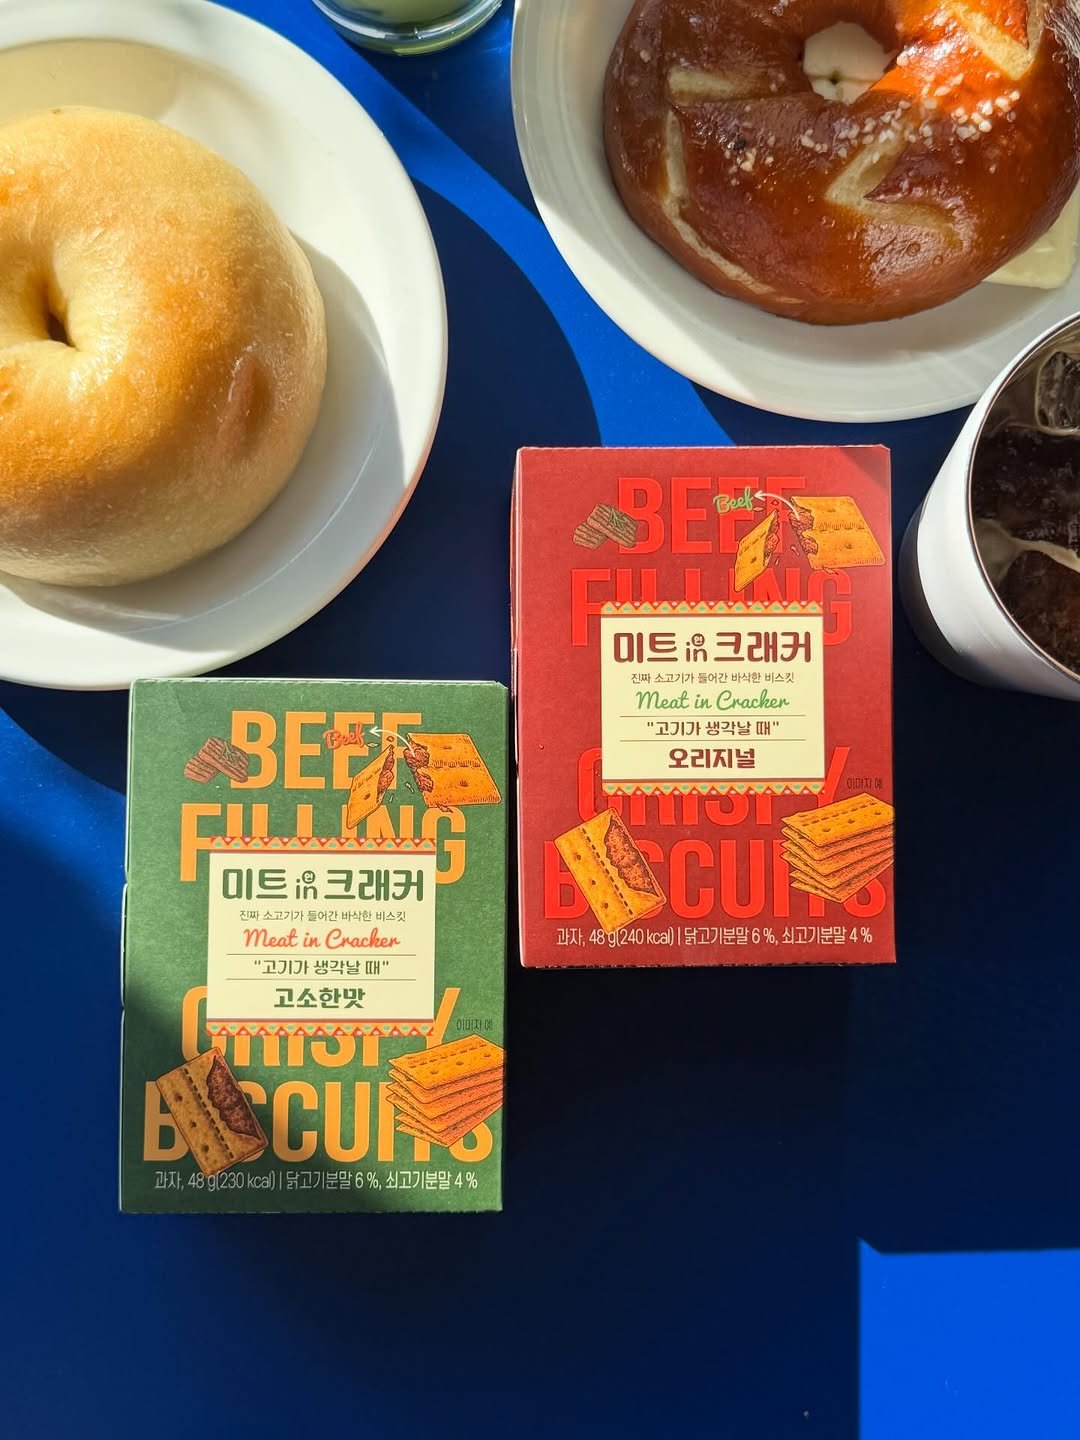 BEEF
Beef
FILLING
미트 in 인 크래커
진짜 소고기가 들어간 바삭한 비스킷
Meat in Cracker
"고기가 생각날 때"
오리지널
이미지 예
CRISPY
BISCUITS
과자, 48 g(240 kcal) | 닭고기분말 6 %, 쇠고기분말 4 %
BEEF
Beef
FILLING
미트 in 인 크래커
진짜 소고기가 들어간 바삭한 비스킷
Meat in Cracker
"고기가 생각날 때"
고소한맛
이미지 예
CRISPY
BISCUITS
과자, 48 g(230 kcal) | 닭고기분말 6 %, 쇠고기분말 4 %